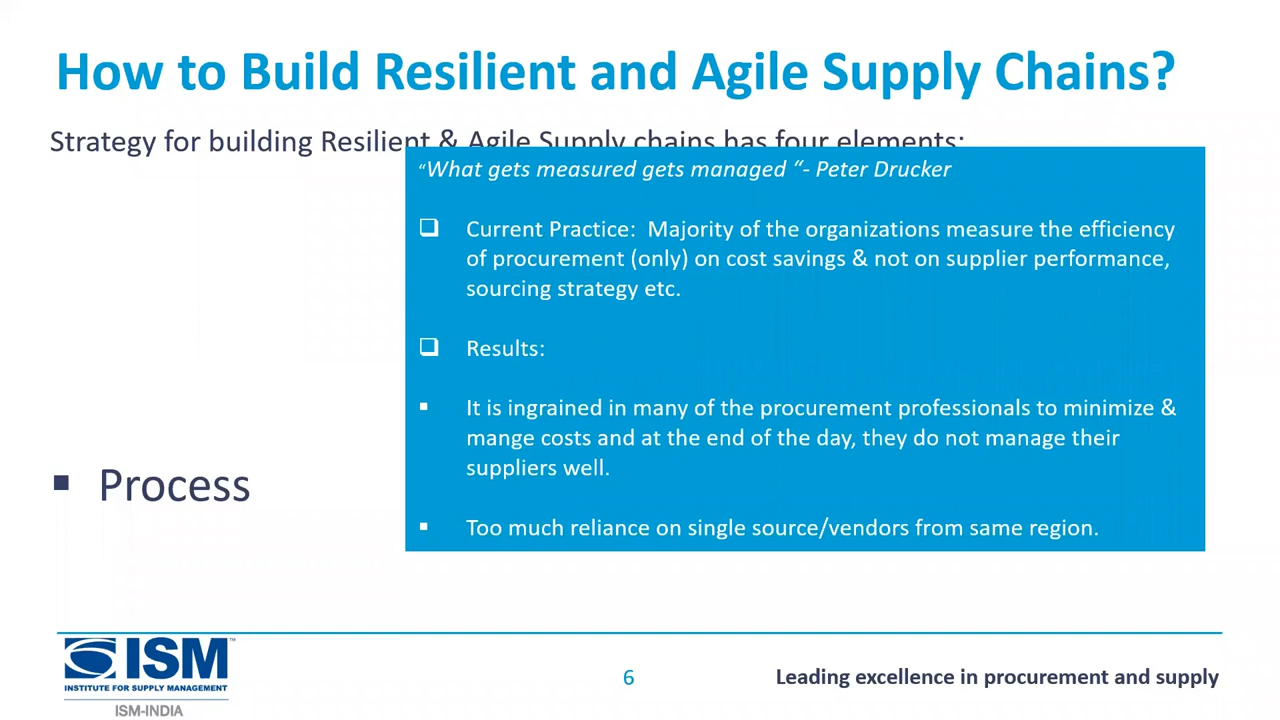 How to Build Resilient and Agile Supply Chains?
Strategy for building Resilient & Agile Supply chains has four elements:
“What gets measured gets managed “- Peter Drucker
Current Practice: Majority of the organizations measure the efficiency
of procurement (only) on cost savings & not on supplier performance,
sourcing strategy etc.
Results:
It is ingrained in many of the procurement professionals to minimize &
mange costs and at the end of the day, they do not manage their
suppliers well.
Process
Too much reliance on single source/vendors from same region.
ISM™
INSTITUTE FOR SUPPLY MANAGEMENT
ISM-INDIA
6
Leading excellence in procurement and supply